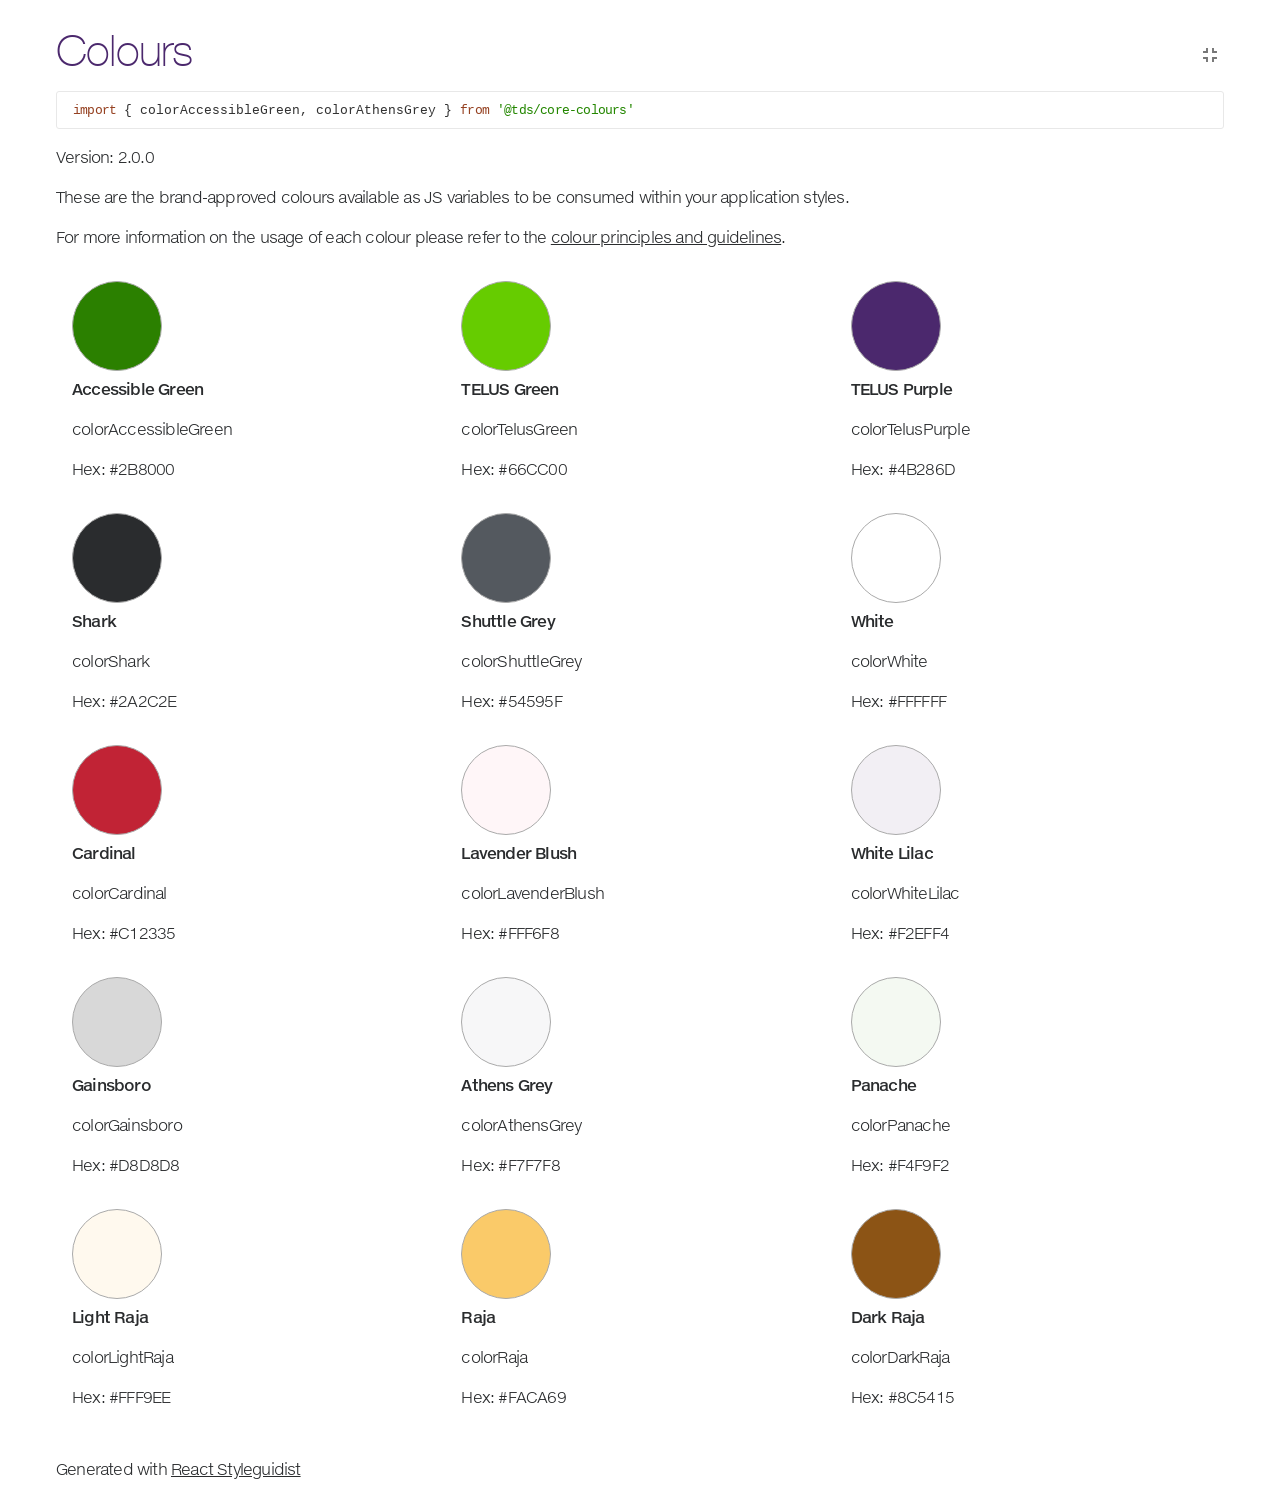 Colours
import { colorAccessibleGreen, colorAthensGrey } from '@tds/core-colours'
Version: 2.0.0
These are the brand-approved colours available as JS variables to be consumed within your application styles.
For more information on the usage of each colour please refer to the colour principles and guidelines.
Accessible Green
colorAccessibleGreen
Hex: #2B8000
TELUS Green
colorTelusGreen
Hex: #66CC00
TELUS Purple
colorTelusPurple
Hex: #4B286D
Shark
colorShark
Hex: #2A2C2E
Shuttle Grey
colorShuttleGrey
Hex: #54595F
White
colorWhite
Hex: #FFFFFF
Cardinal
colorCardinal
Hex: #C12335
Lavender Blush
colorLavenderBlush
Hex: #FFF6F8
White Lilac
colorWhiteLilac
Hex: #F2EFF4
Gainsboro
colorGainsboro
Hex: #D8D8D8
Athens Grey
colorAthensGrey
Hex: #F7F7F8
Panache
colorPanache
Hex: #F4F9F2
Light Raja
colorLightRaja
Hex: #FFF9EE
Raja
colorRaja
Hex: #FACA69
Dark Raja
colorDarkRaja
Hex: #8C5415
Generated with React Styleguidist